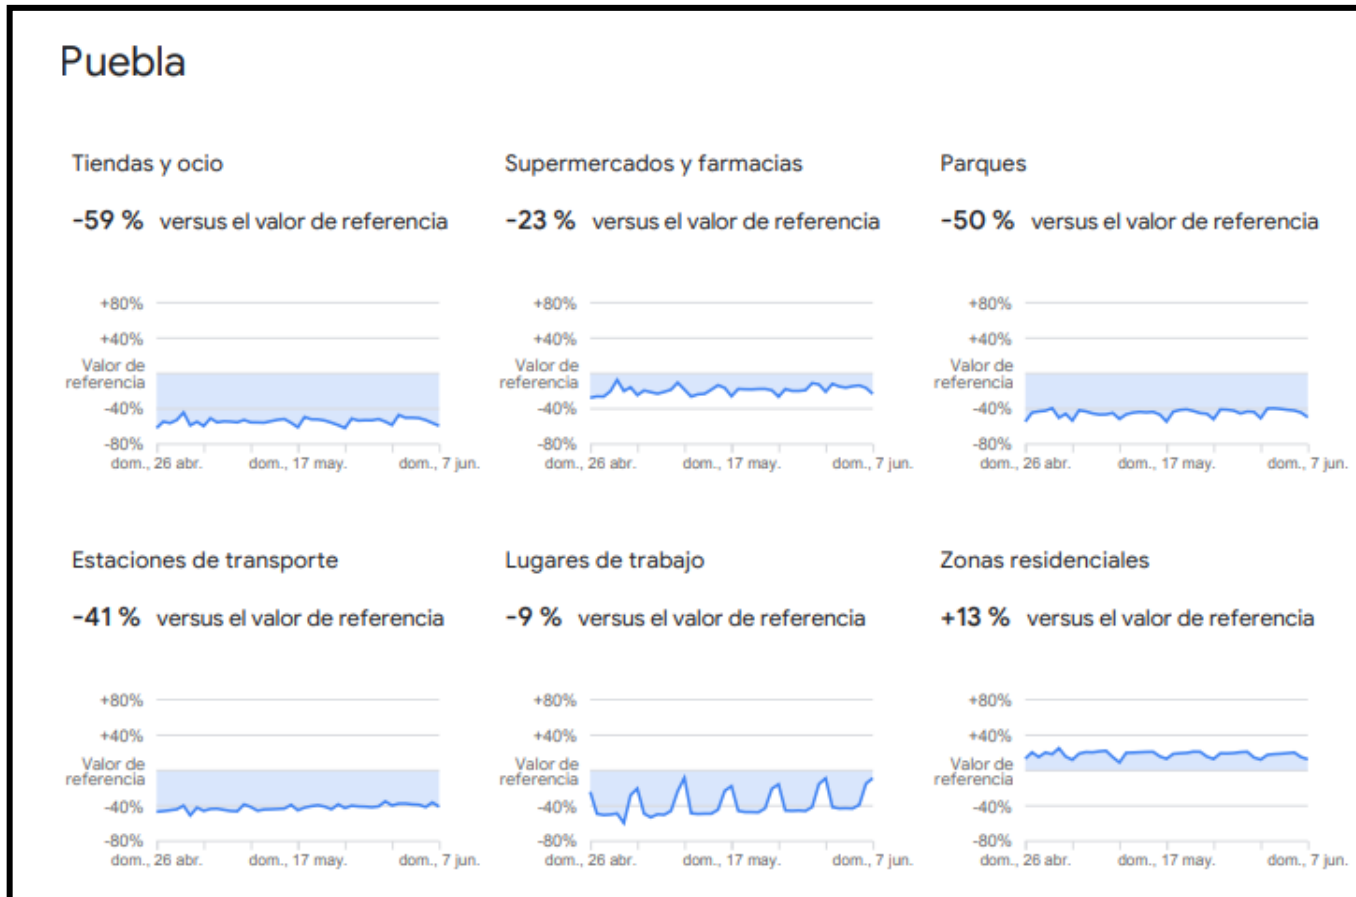 Puebla
Tiendas y ocio
-59 % versus el valor de referencia
+80%
+40%
Valor de
referencia
-40%
-80%
dom., 26 abr. dom., 17 may. dom., 7 jun.
Supermercados y farmacias
-23 % versus el valor de referencia
+80%
+40%
Valor de
referencia
-40%
-80%
dom., 26 abr. dom., 17 may. dom., 7 jun.
Parques
-50 % versus el valor de referencia
+80%
+40%
Valor de
referencia
-40%
-80%
dom., 26 abr. dom., 17 may. dom., 7 jun.
Estaciones de transporte
-41 % versus el valor de referencia
+80%
+40%
Valor de
referencia
-40%
-80%
dom., 26 abr. dom., 17 may. dom., 7 jun.
Lugares de trabajo
-9 % versus el valor de referencia
+80%
+40%
Valor de
referencia
-40%
-80%
dom., 26 abr. dom., 17 may. dom., 7 jun.
Zonas residenciales
+13 % versus el valor de referencia
+80%
+40%
Valor de
referencia
-40%
-80%
dom., 26 abr. dom., 17 may. dom., 7 jun.